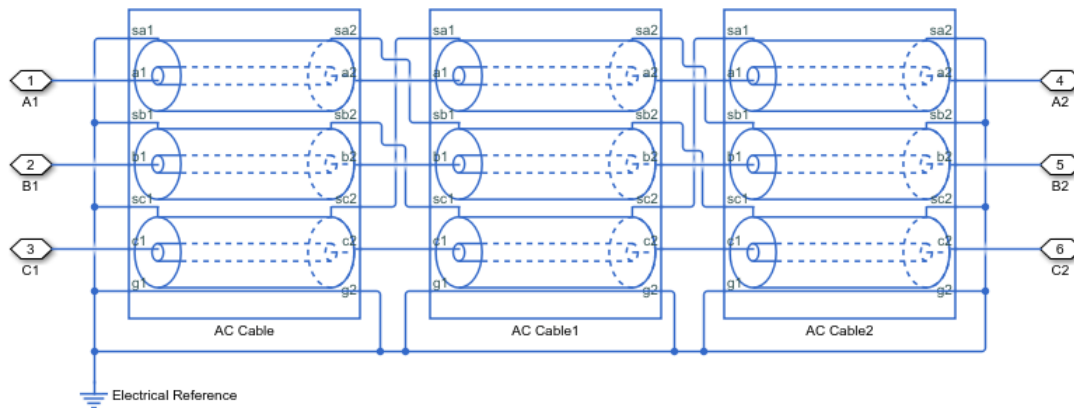 sa1 sa2 sa1 sa2 sa1 sa2
1 a1 a2 a1 a2 a1 a2 4
A1 A2
sb1 sb2 sb1 sb2 sb1 sb2
2 b1 b2 b1 b2 b1 b2 5
B1 B2
sc1 sc2 sc1 sc2 sc1 sc2
3 c1 c2 c1 c2 c1 c2 6
C1 C2
g1 g2 g1 g2 g1 g2
AC Cable AC Cable1 AC Cable2
Electrical Reference